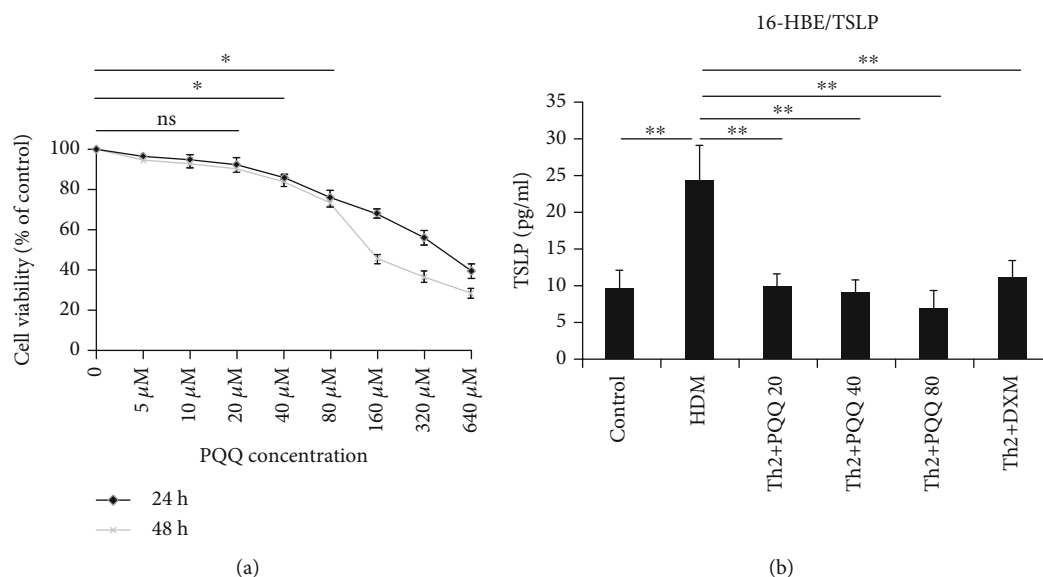 *
*
ns
100
80
60
40
20
0
Cell viability (% of control)
0
5 µM
10 µM
20 µM
40 µM
80 µM
160 µM
320 µM
640 µM
PQQ concentration
24 h
48 h
(a)
16-HBE/TSLP
**
**
**
** **
40
35
30
25
20
15
10
5
0
TSLP (pg/ml)
Control
HDM
Th2+PQQ 20
Th2+PQQ 40
Th2+PQQ 80
Th2+DXM
(b)